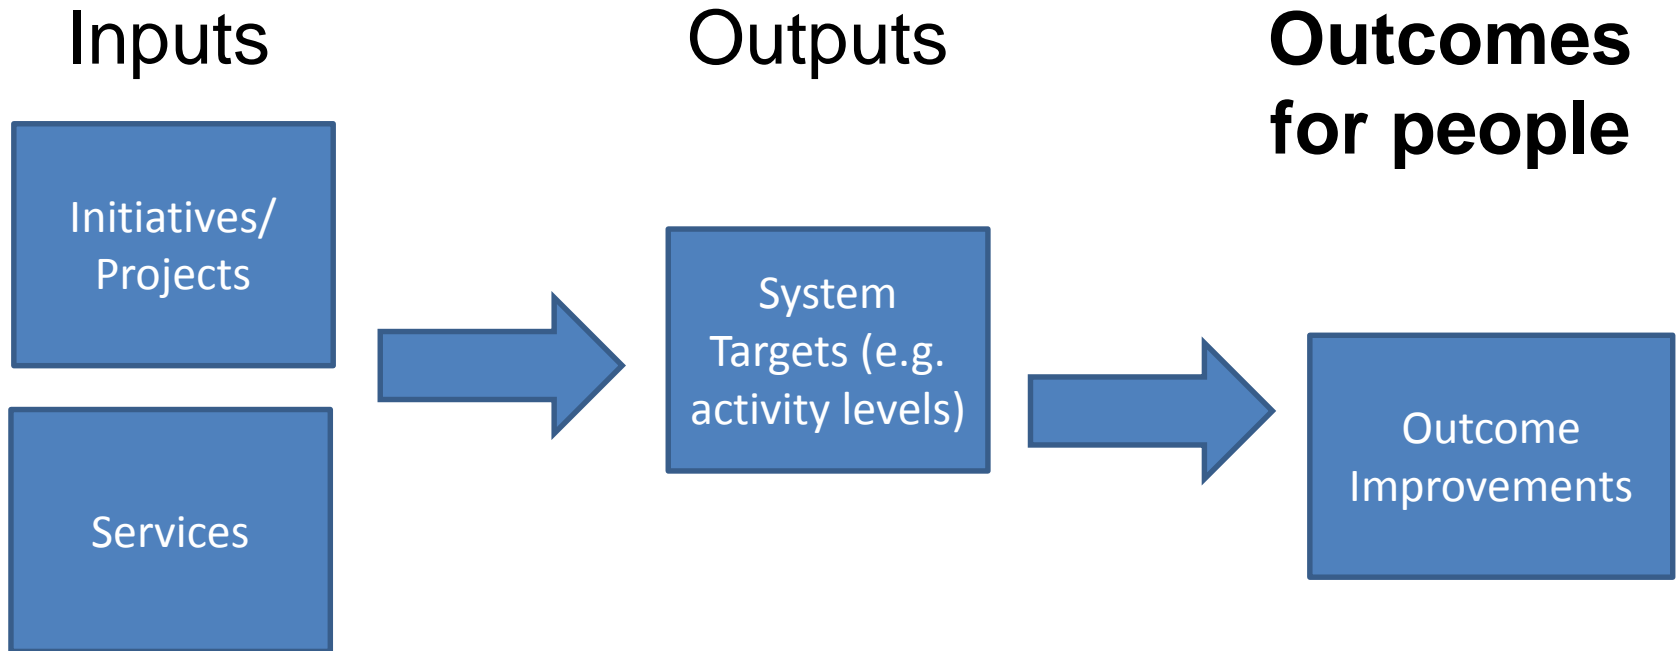 Inputs
Outputs
Outcomes
for people
Initiatives/
Projects
Services
System
Targets (e.g.
activity levels)
Outcome
Improvements